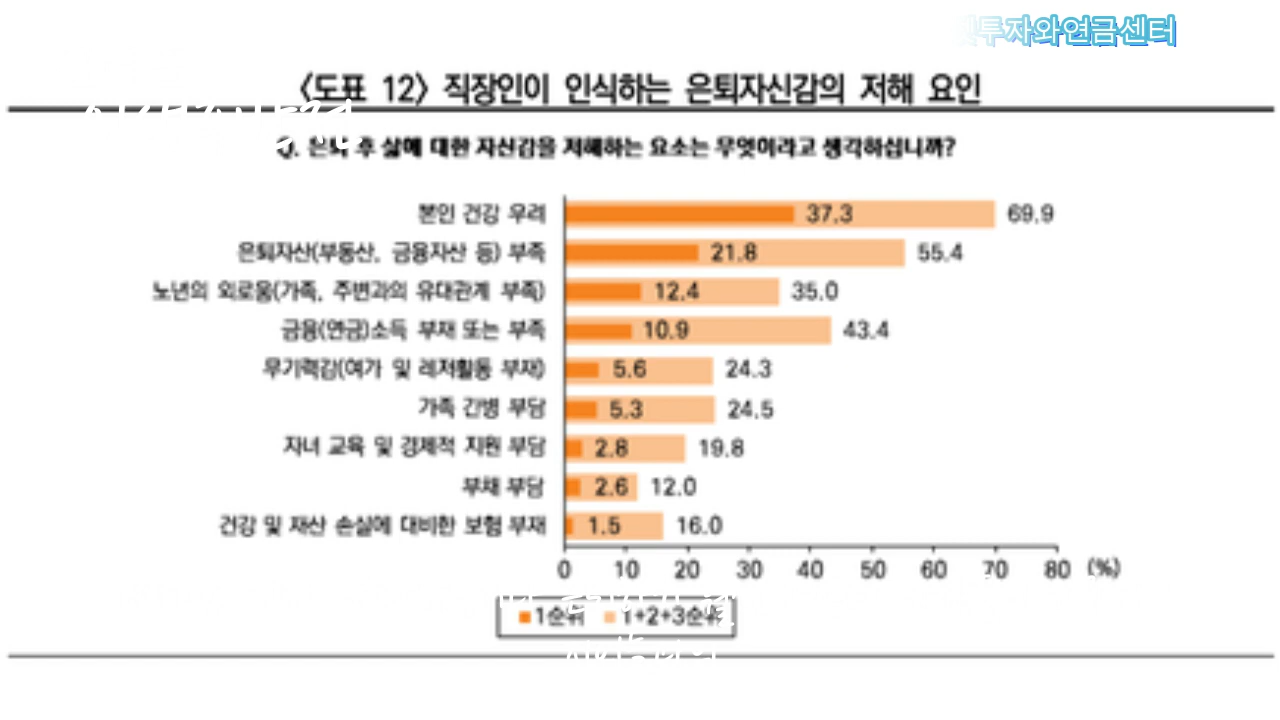 투자와연금센터
<도표 12> 직장인이 인식하는 은퇴자신감의 저해 요인
Q. 은퇴 후 삶에 대한 자신감을 저해하는 요소는 무엇이라고 생각하십니까?
본인 건강 우려 37.3 69.9
은퇴자산(부동산, 금융자산 등) 부족 21.8 55.4
노년의 외로움(가족, 주변과의 유대관계 부족) 12.4 35.0
금융(연금)소득 부재 또는 부족 10.9 43.4
무기력감(여가 및 레저활동 부재) 5.6 24.3
가족 간병 부담 5.3 24.5
자녀 교육 및 경제적 지원 부담 2.8 19.8
부채 부담 2.6 12.0
건강 및 재산 손실에 대비한 보험 부재 1.5 16.0
0 10 20 30 40 50 60 70 80 (%)
1순위 1+2+3순위